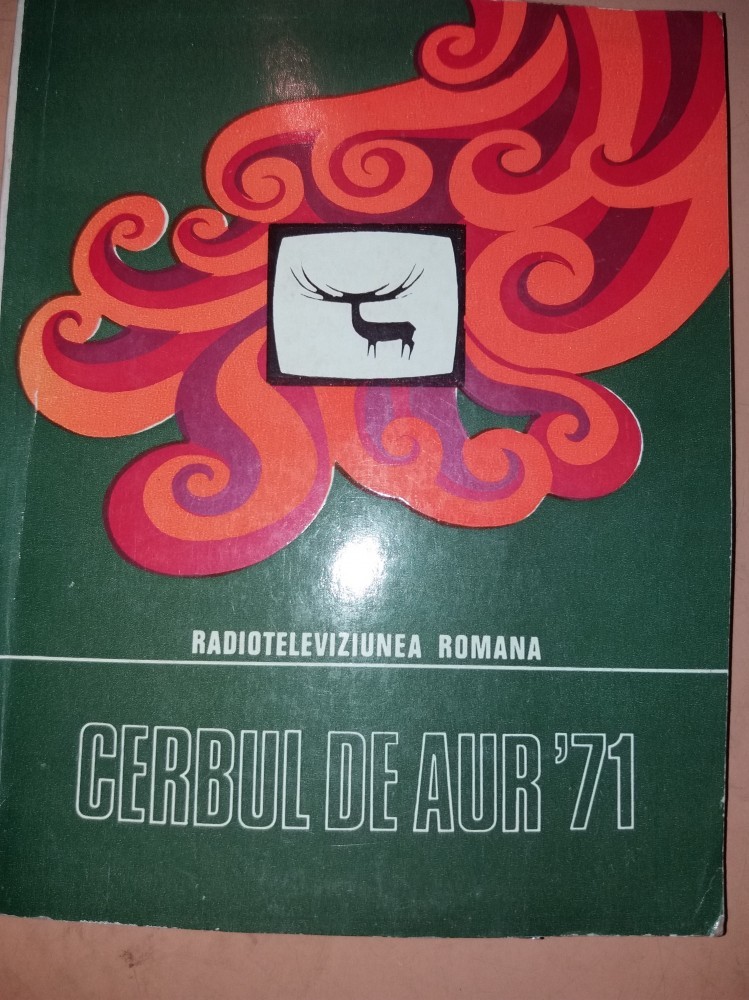 RADIOTELEVIZIUNEA ROMANA
CERBUL DE AUR '71